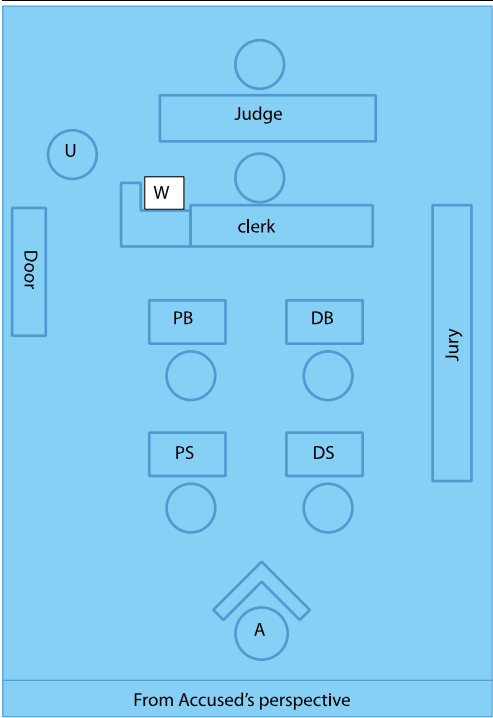 Judge
U
W
clerk
Door
PB
DB
Jury
PS
DS
A
From Accused's perspective